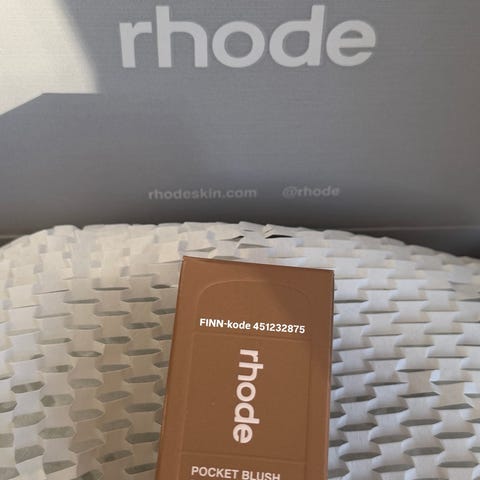 rhode
rhodeskin.com @rhode
FINN-kode 451232875
rhode
POCKET BLUSH